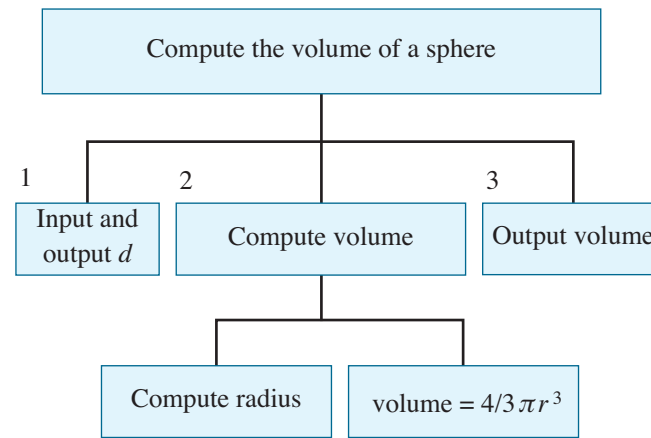 Compute the volume of a sphere
1
2
3
Input and
output d
Compute volume
Output volume
Compute radius
volume = 4/3 πr³